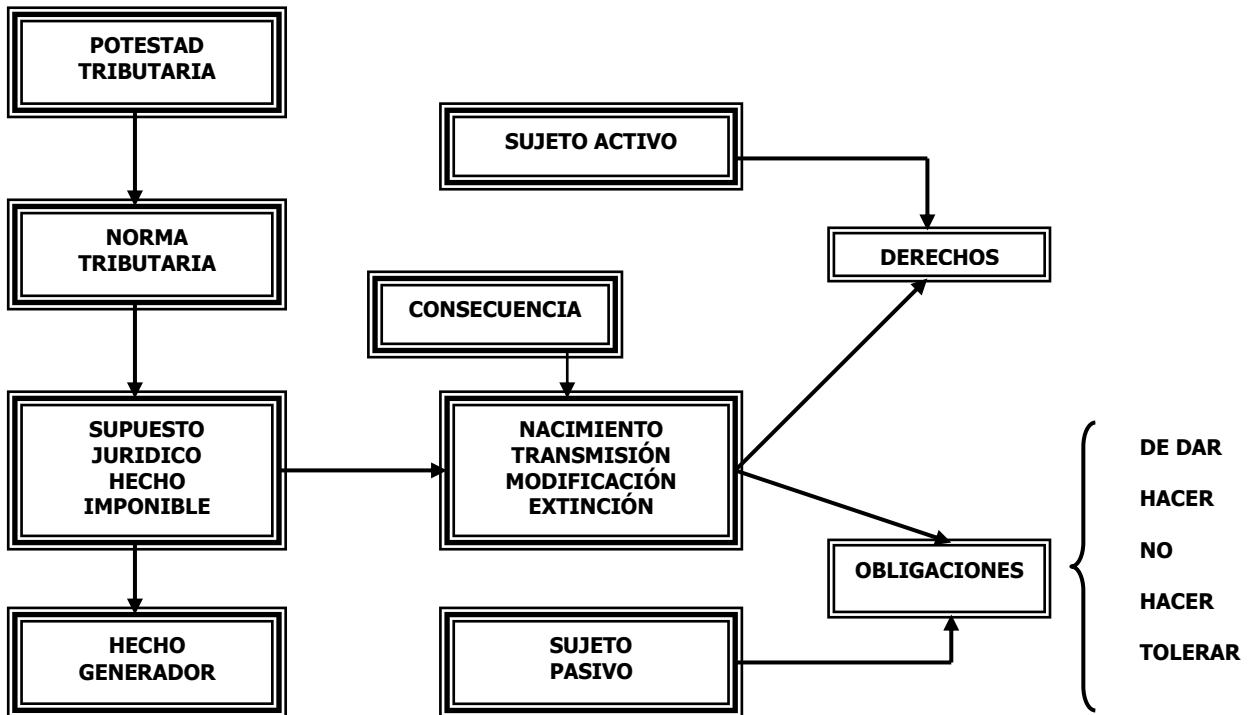 POTESTAD
TRIBUTARIA
SUJETO ACTIVO
NORMA
TRIBUTARIA
DERECHOS
CONSECUENCIA
SUPUESTO
JURIDICO
HECHO
IMPONIBLE
NACIMIENTO
TRANSMISIÓN
MODIFICACIÓN
EXTINCIÓN
OBLIGACIONES
DE DAR
HACER
NO
HACER
TOLERAR
HECHO
GENERADOR
SUJETO
PASIVO